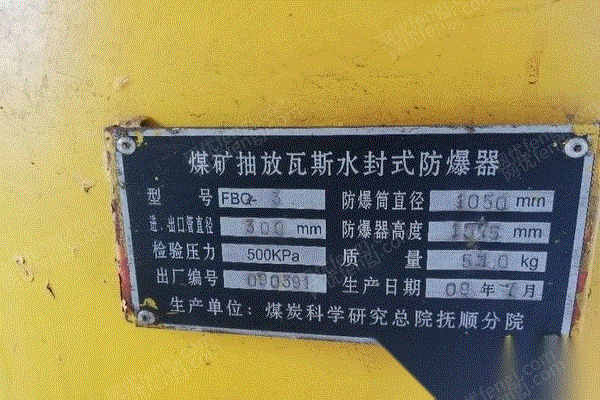 煤矿抽放瓦斯水封式防爆器
型号 FBQ-3 防爆筒直径 1050 mm
进、出口管直径 300 mm 防爆器高度 mm
检验压力 500KPa 质量 kg
出厂编号 090391 生产日期 09 年 月
生产单位：煤炭科学研究总院抚顺分院